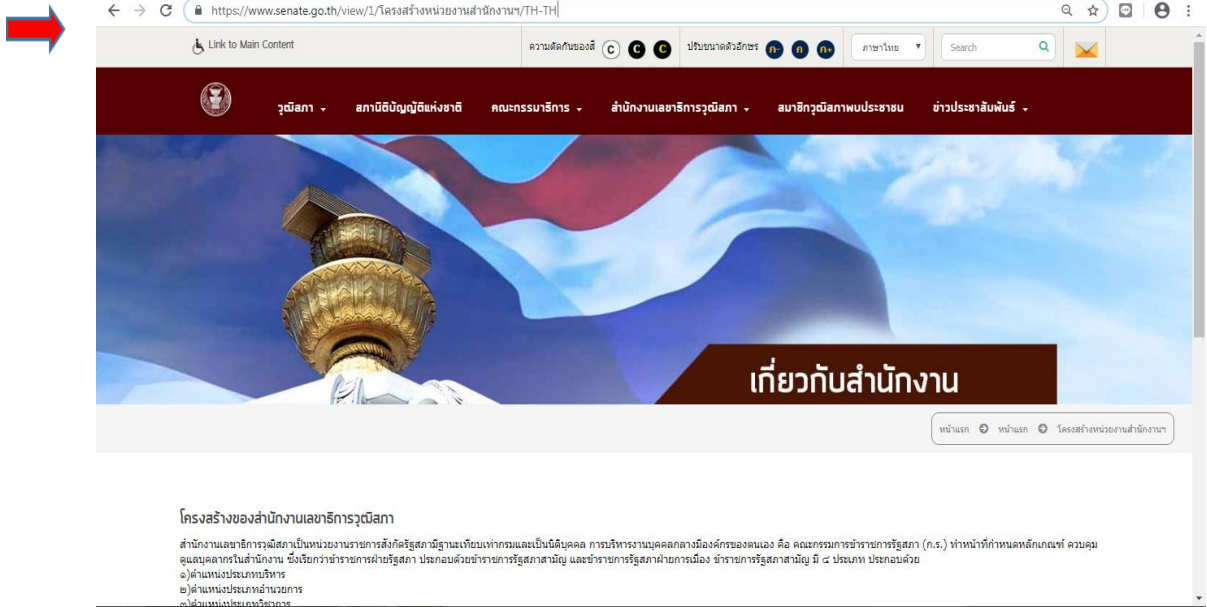 https://www.senate.go.th/view/1/โครงสร้างหน่วยงานสำนักงานฯ/TH-TH
Link to Main Content ความตัดกันของสี C C C ปรับขนาดตัวอักษร ก- ก ก+ ภาษาไทย Search
วุฒิสภา สภานิติบัญญัติแห่งชาติ คณะกรรมาธิการ สำนักงานเลขาธิการวุฒิสภา สมาชิกวุฒิสภาพบประชาชน ข่าวประชาสัมพันธ์
เกี่ยวกับสำนักงาน
หน้าแรก หน้าแรก โครงสร้างหน่วยงานสำนักงานฯ
โครงสร้างของสำนักงานเลขาธิการวุฒิสภา
สำนักงานเลขาธิการวุฒิสภาเป็นหน่วยงานราชการสังกัดรัฐสภามีฐานะเทียบเท่ากรมและเป็นนิติบุคคล การบริหารงานบุคคลกลางมีองค์กรของตนเอง คือ คณะกรรมการข้าราชการรัฐสภา (ก.ร.) ทำหน้าที่กำหนดหลักเกณฑ์ ควบคุม
ดูแลบุคลากรในสำนักงาน ซึ่งเรียกว่าข้าราชการฝ่ายรัฐสภา ประกอบด้วยข้าราชการรัฐสภาสามัญ และข้าราชการรัฐสภาฝ่ายการเมือง ข้าราชการรัฐสภาสามัญ มี ๔ ประเภท ประกอบด้วย
๑)ตำแหน่งประเภทบริหาร
๒)ตำแหน่งประเภทอำนวยการ
๓)ตำแหน่งประเภทวิชาการ